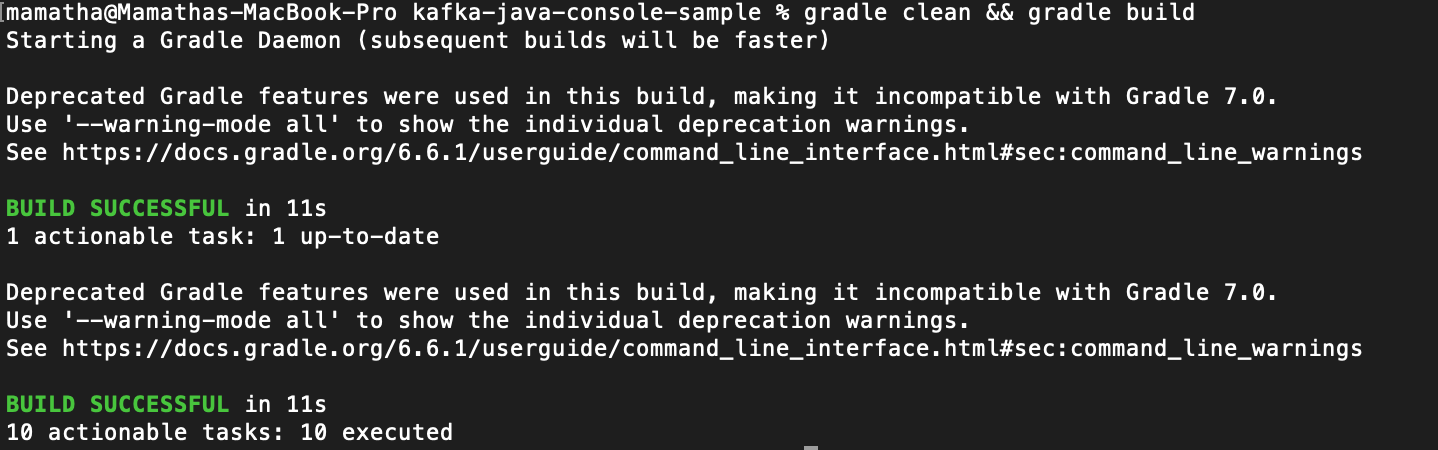 mamatha@Mamathas-MacBook-Pro kafka-java-console-sample % gradle clean && gradle build
Starting a Gradle Daemon (subsequent builds will be faster)
Deprecated Gradle features were used in this build, making it incompatible with Gradle 7.0.
Use '--warning-mode all' to show the individual deprecation warnings.
See https://docs.gradle.org/6.6.1/userguide/command_line_interface.html#sec:command_line_warnings
BUILD SUCCESSFUL in 11s
1 actionable task: 1 up-to-date
Deprecated Gradle features were used in this build, making it incompatible with Gradle 7.0.
Use '--warning-mode all' to show the individual deprecation warnings.
See https://docs.gradle.org/6.6.1/userguide/command_line_interface.html#sec:command_line_warnings
BUILD SUCCESSFUL in 11s
10 actionable tasks: 10 executed